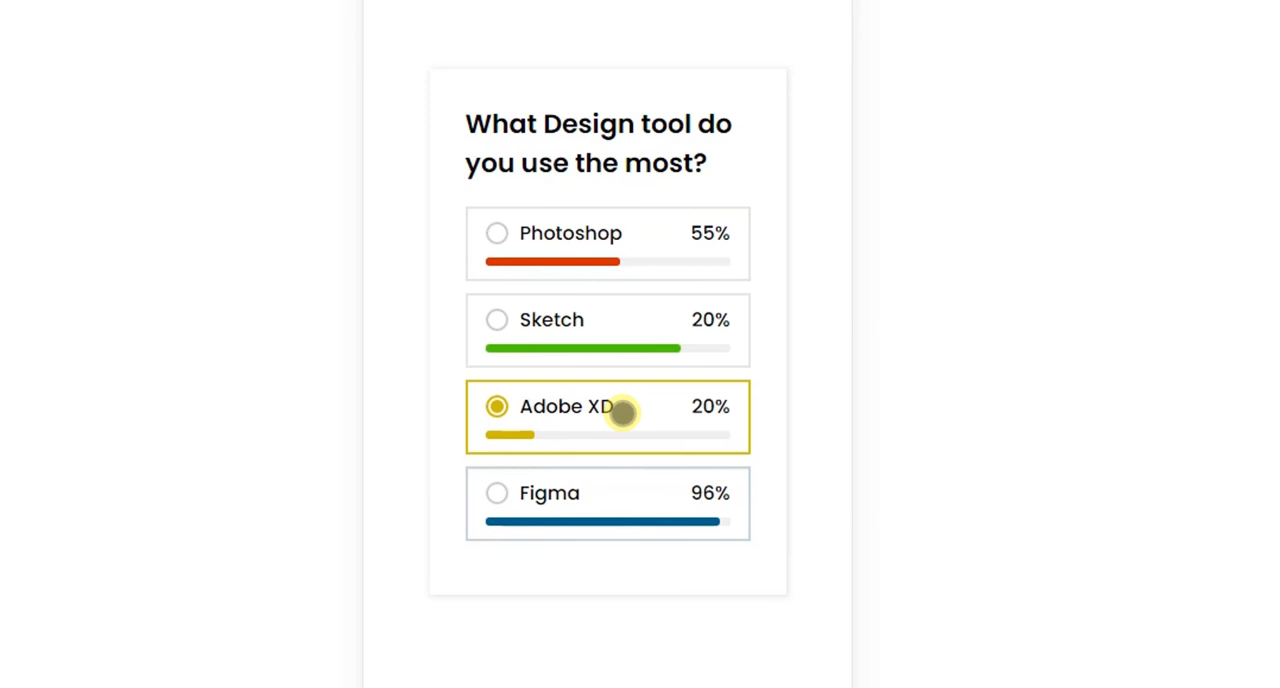 What Design tool do
you use the most?
Photoshop 55%
Sketch 20%
Adobe XD 20%
Figma 96%